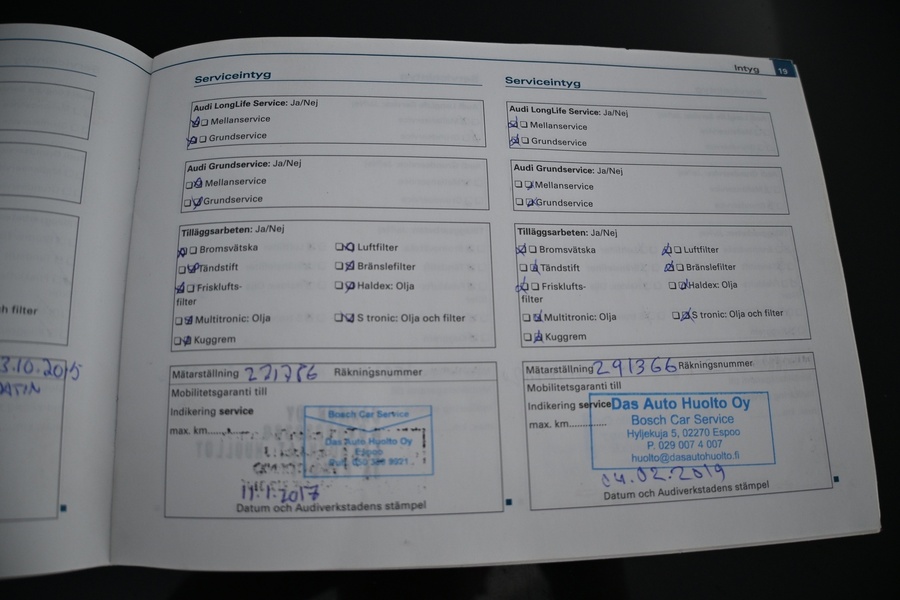 h filter
3.10.2015
Intyg 19
Serviceintyg
Audi LongLife Service: Ja/Nej
Mellanservice
Grundservice
Audi Grundservice: Ja/Nej
Mellanservice
Grundservice
Tilläggsarbeten: Ja/Nej
Bromsvätska
Luftfilter
Tändstift
Bränslefilter
Frisklufts-
filter
Haldex: Olja
Multitronic: Olja
S tronic: Olja och filter
Kuggrem
Mätarställning 271786 Räkningsnummer
Mobilitetsgaranti till
Indikering service
max. km
Bosch Car Service
Das Auto Huolto Oy
Espoo
11.1.2017
Datum och Audiverkstadens stämpel
Serviceintyg
Audi LongLife Service: Ja/Nej
Mellanservice
Grundservice
Audi Grundservice: Ja/Nej
Mellanservice
Grundservice
Tilläggsarbeten: Ja/Nej
Bromsvätska
Luftfilter
Tändstift
Bränslefilter
Frisklufts-
filter
Haldex: Olja
Multitronic: Olja
S tronic: Olja och filter
Kuggrem
Mätarställning 291366 Räkningsnummer
Mobilitetsgaranti till
Indikering service
max. km
Das Auto Huolto Oy
Bosch Car Service
Hyljekuja 5, 02270 Espoo
P. 029 007 4 007
huolto@dasautohuolto.fi
04.02.2019
Datum och Audiverkstadens stämpel